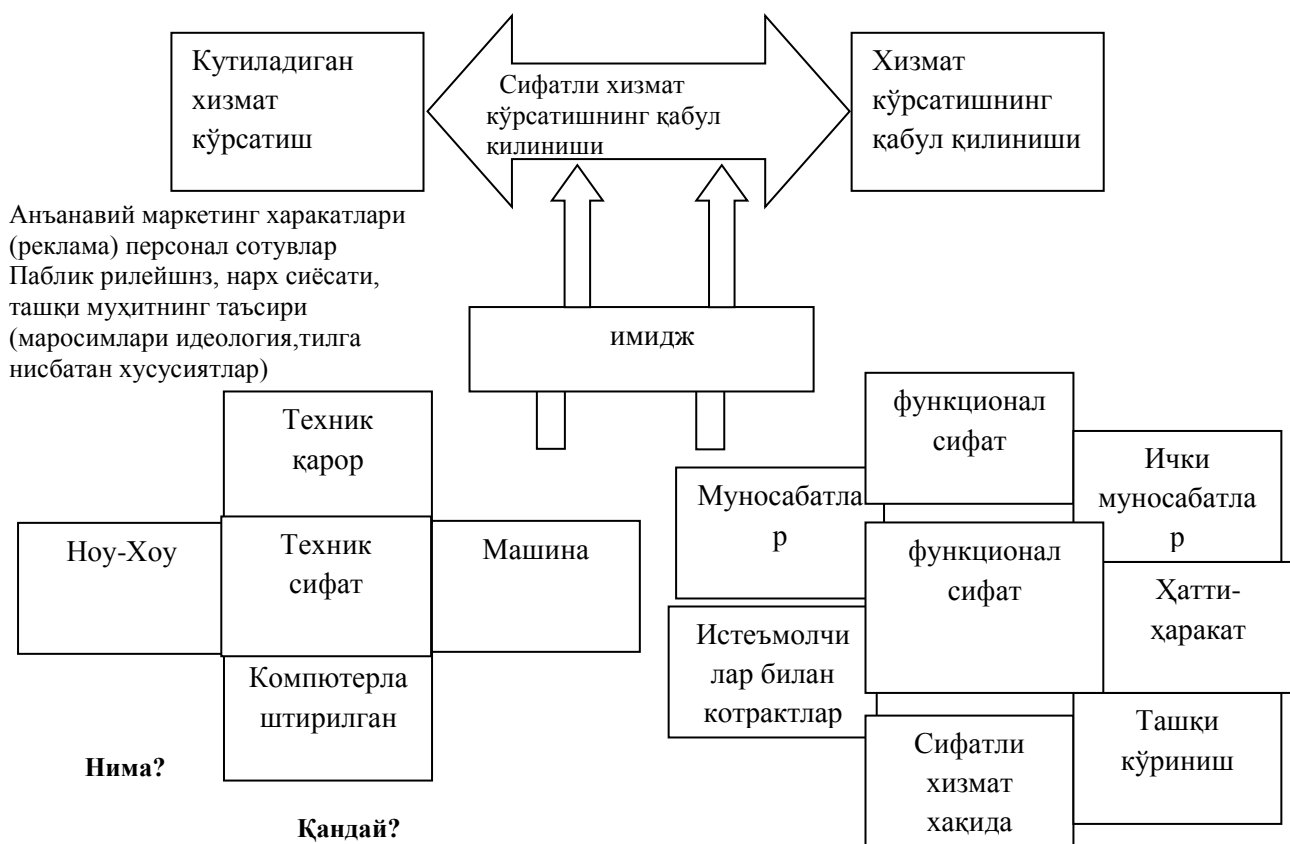 Кутиладиган
хизмат
кўрсатиш
Сифатли хизмат
кўрсатишнинг қабул
қилиниши
Хизмат
кўрсатишнинг
қабул қилиниши
Анъанавий маркетинг харакатлари
(реклама) персонал сотувлар
Паблик рилейшнз, нарх сиёсати,
ташқи муҳитнинг таъсири
(маросимлари идеология,тилга
нисбатан хусусиятлар)
имидж
Техник
қарор
Ноу-Хоу
Техник
сифат
Машина
Компютерла
штирилган
функционал
сифат
Муносабатла
р
Ички
муносабатла
р
функционал
сифат
Ҳатти-
ҳаракат
Истеъмолчи
лар билан
котрактлар
Сифатли
хизмат
хақида
Ташқи
кўриниш
Нима?
Қандай?